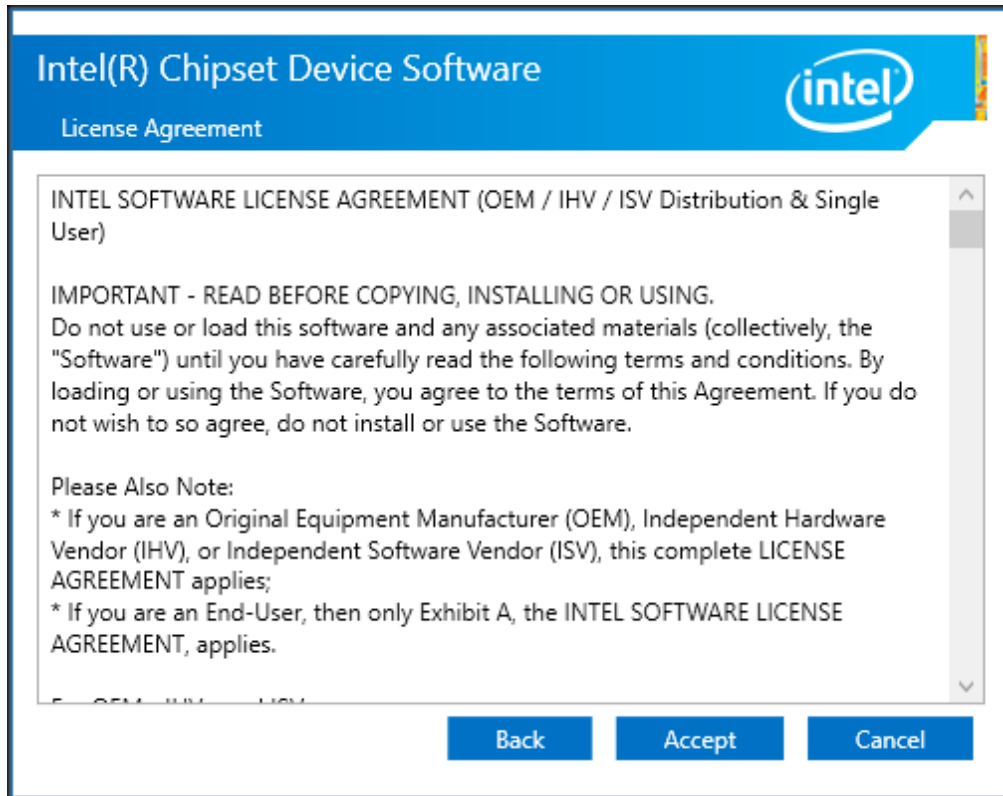 Intel(R) Chipset Device Software
intel
License Agreement
INTEL SOFTWARE LICENSE AGREEMENT (OEM / IHV / ISV Distribution & Single
User)
IMPORTANT - READ BEFORE COPYING, INSTALLING OR USING.
Do not use or load this software and any associated materials (collectively, the
"Software") until you have carefully read the following terms and conditions. By
loading or using the Software, you agree to the terms of this Agreement. If you do
not wish to so agree, do not install or use the Software.
Please Also Note:
* If you are an Original Equipment Manufacturer (OEM), Independent Hardware
Vendor (IHV), or Independent Software Vendor (ISV), this complete LICENSE
AGREEMENT applies;
* If you are an End-User, then only Exhibit A, the INTEL SOFTWARE LICENSE
AGREEMENT, applies.
Back
Accept
Cancel